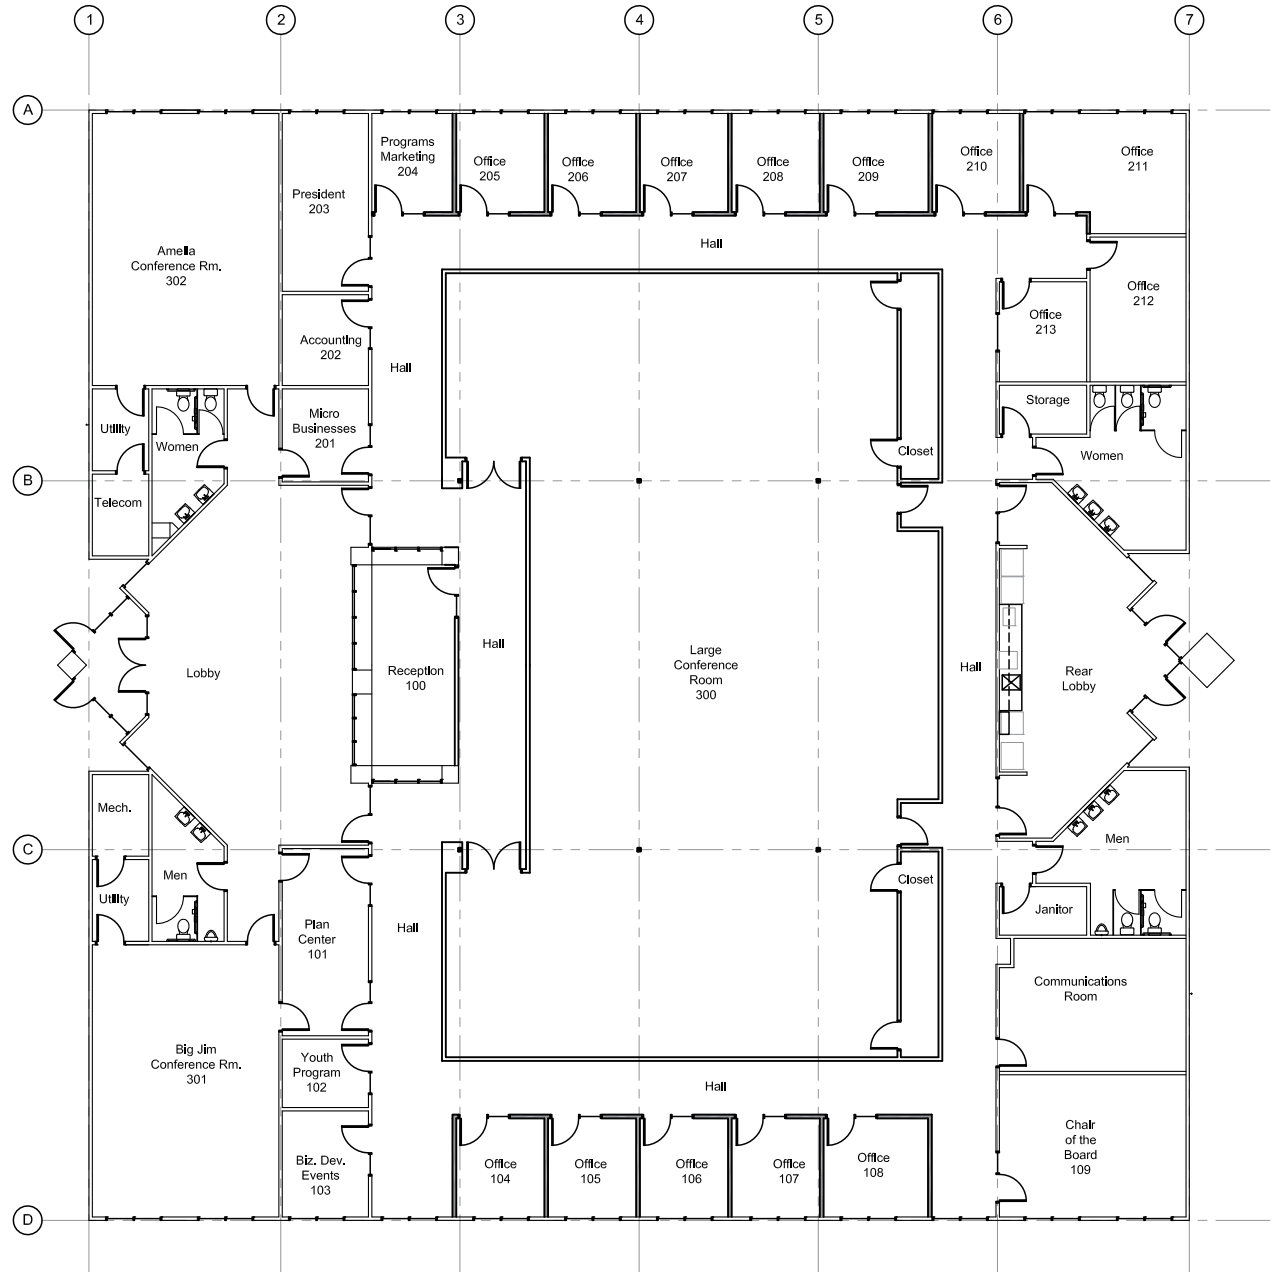 1 2 3 4 5 6 7
A
Programs
Marketing
204
Office
205
Office
206
Office
207
Office
208
Office
209
Office
210
Office
211
President
203
Hall
Amelia
Conference Rm.
302
Office
212
Office
213
Accounting
202
Hall
Micro
Businesses
201
Storage
Utility
Women
Closet
Women
B
Telecom
Lobby
Reception
100
Hall
Large
Conference
Room
300
Hall
Rear
Lobby
Mech.
C
Men
Men
Utility
Closet
Janitor
Plan
Center
101
Hall
Communications
Room
Big Jim
Conference Rm.
301
Youth
Program
102
Hall
Biz. Dev.
Events
103
Office
104
Office
105
Office
106
Office
107
Office
108
Chair
of the
Board
109
D